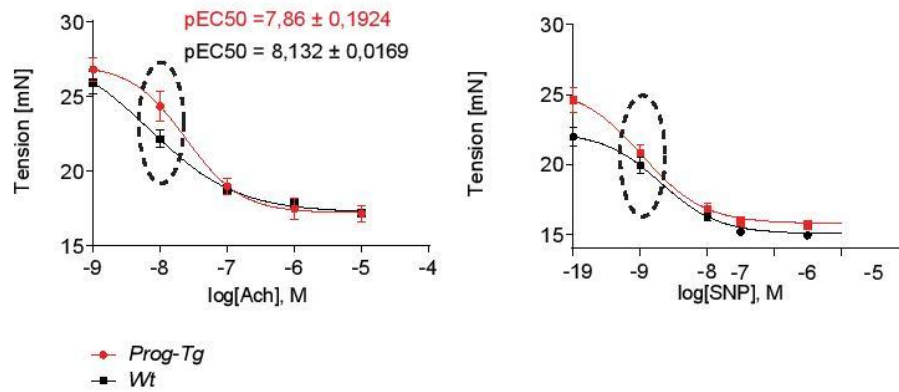 pEC50 =7,86 ± 0,1924
pEC50 = 8,132 ± 0,0169
Tension [mN]
30
25
20
15
-9 -8 -7 -6 -5 -4
log[Ach], M
Tension [mN]
30
25
20
15
-19 -9 -8 -7 -6 -5
log[SNP], M
Prog-Tg
Wt